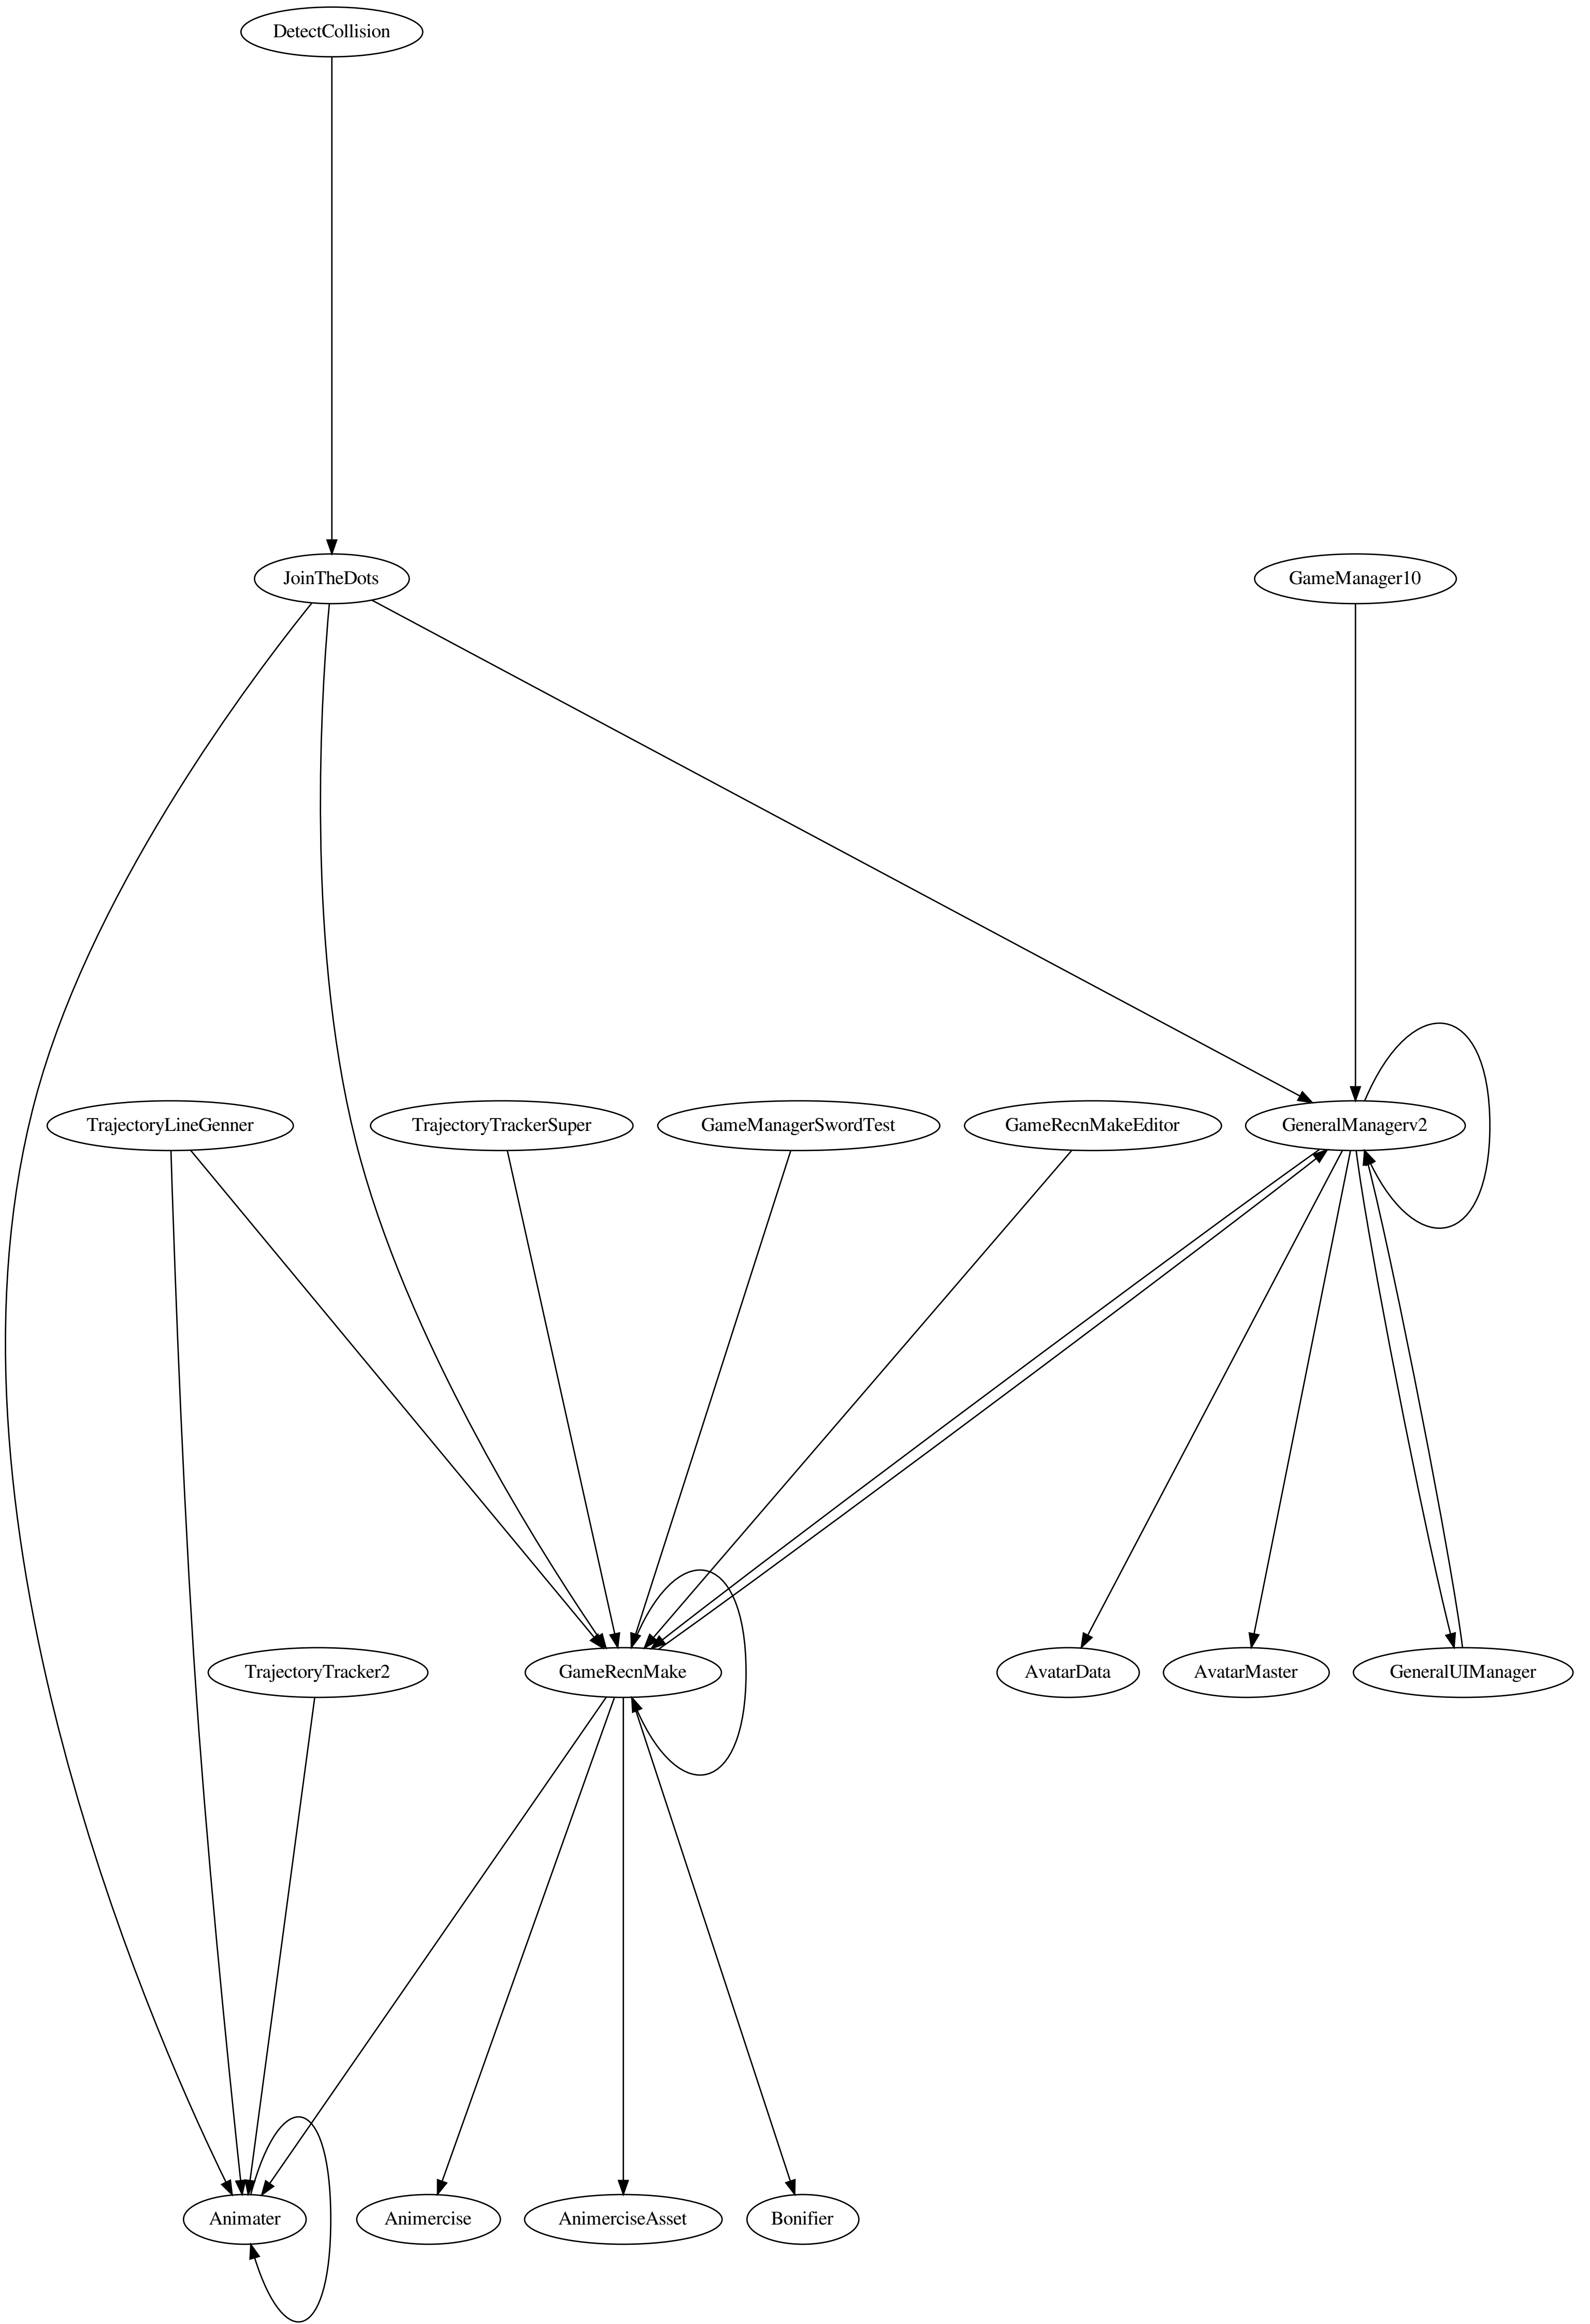 DetectCollision
JoinTheDots
GameManager10
TrajectoryLineGenner
TrajectoryTrackerSuper
GameManagerSwordTest
GameRecnMakeEditor
GeneralManagerv2
TrajectoryTracker2
GameRecnMake
AvatarData
AvatarMaster
GeneralUIManager
Animater
Animercise
AnimerciseAsset
Bonifier